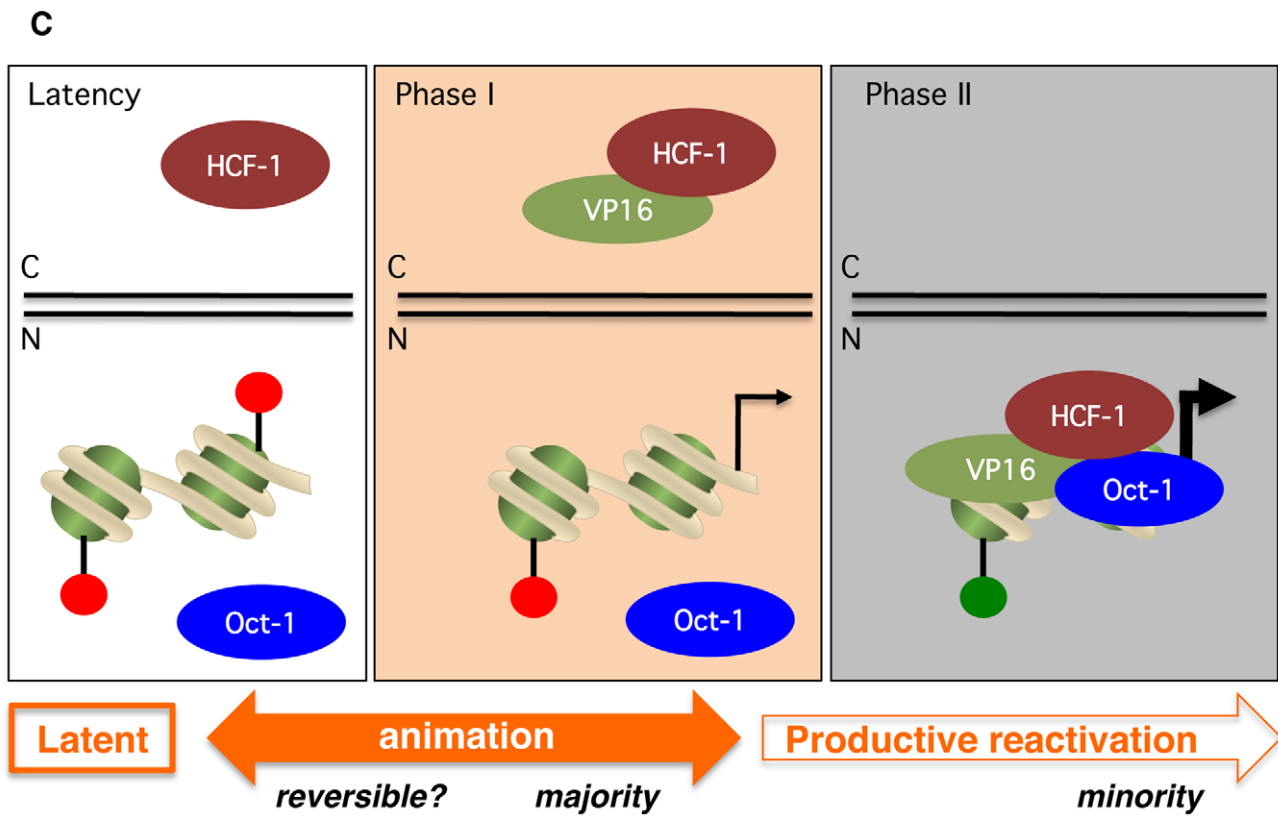 C
Latency
HCF-1
C
N
Oct-1
Phase I
HCF-1
VP16
C
N
Oct-1
Phase II
C
N
HCF-1
VP16
Oct-1
Latent
animation
Productive reactivation
reversible?
majority
minority